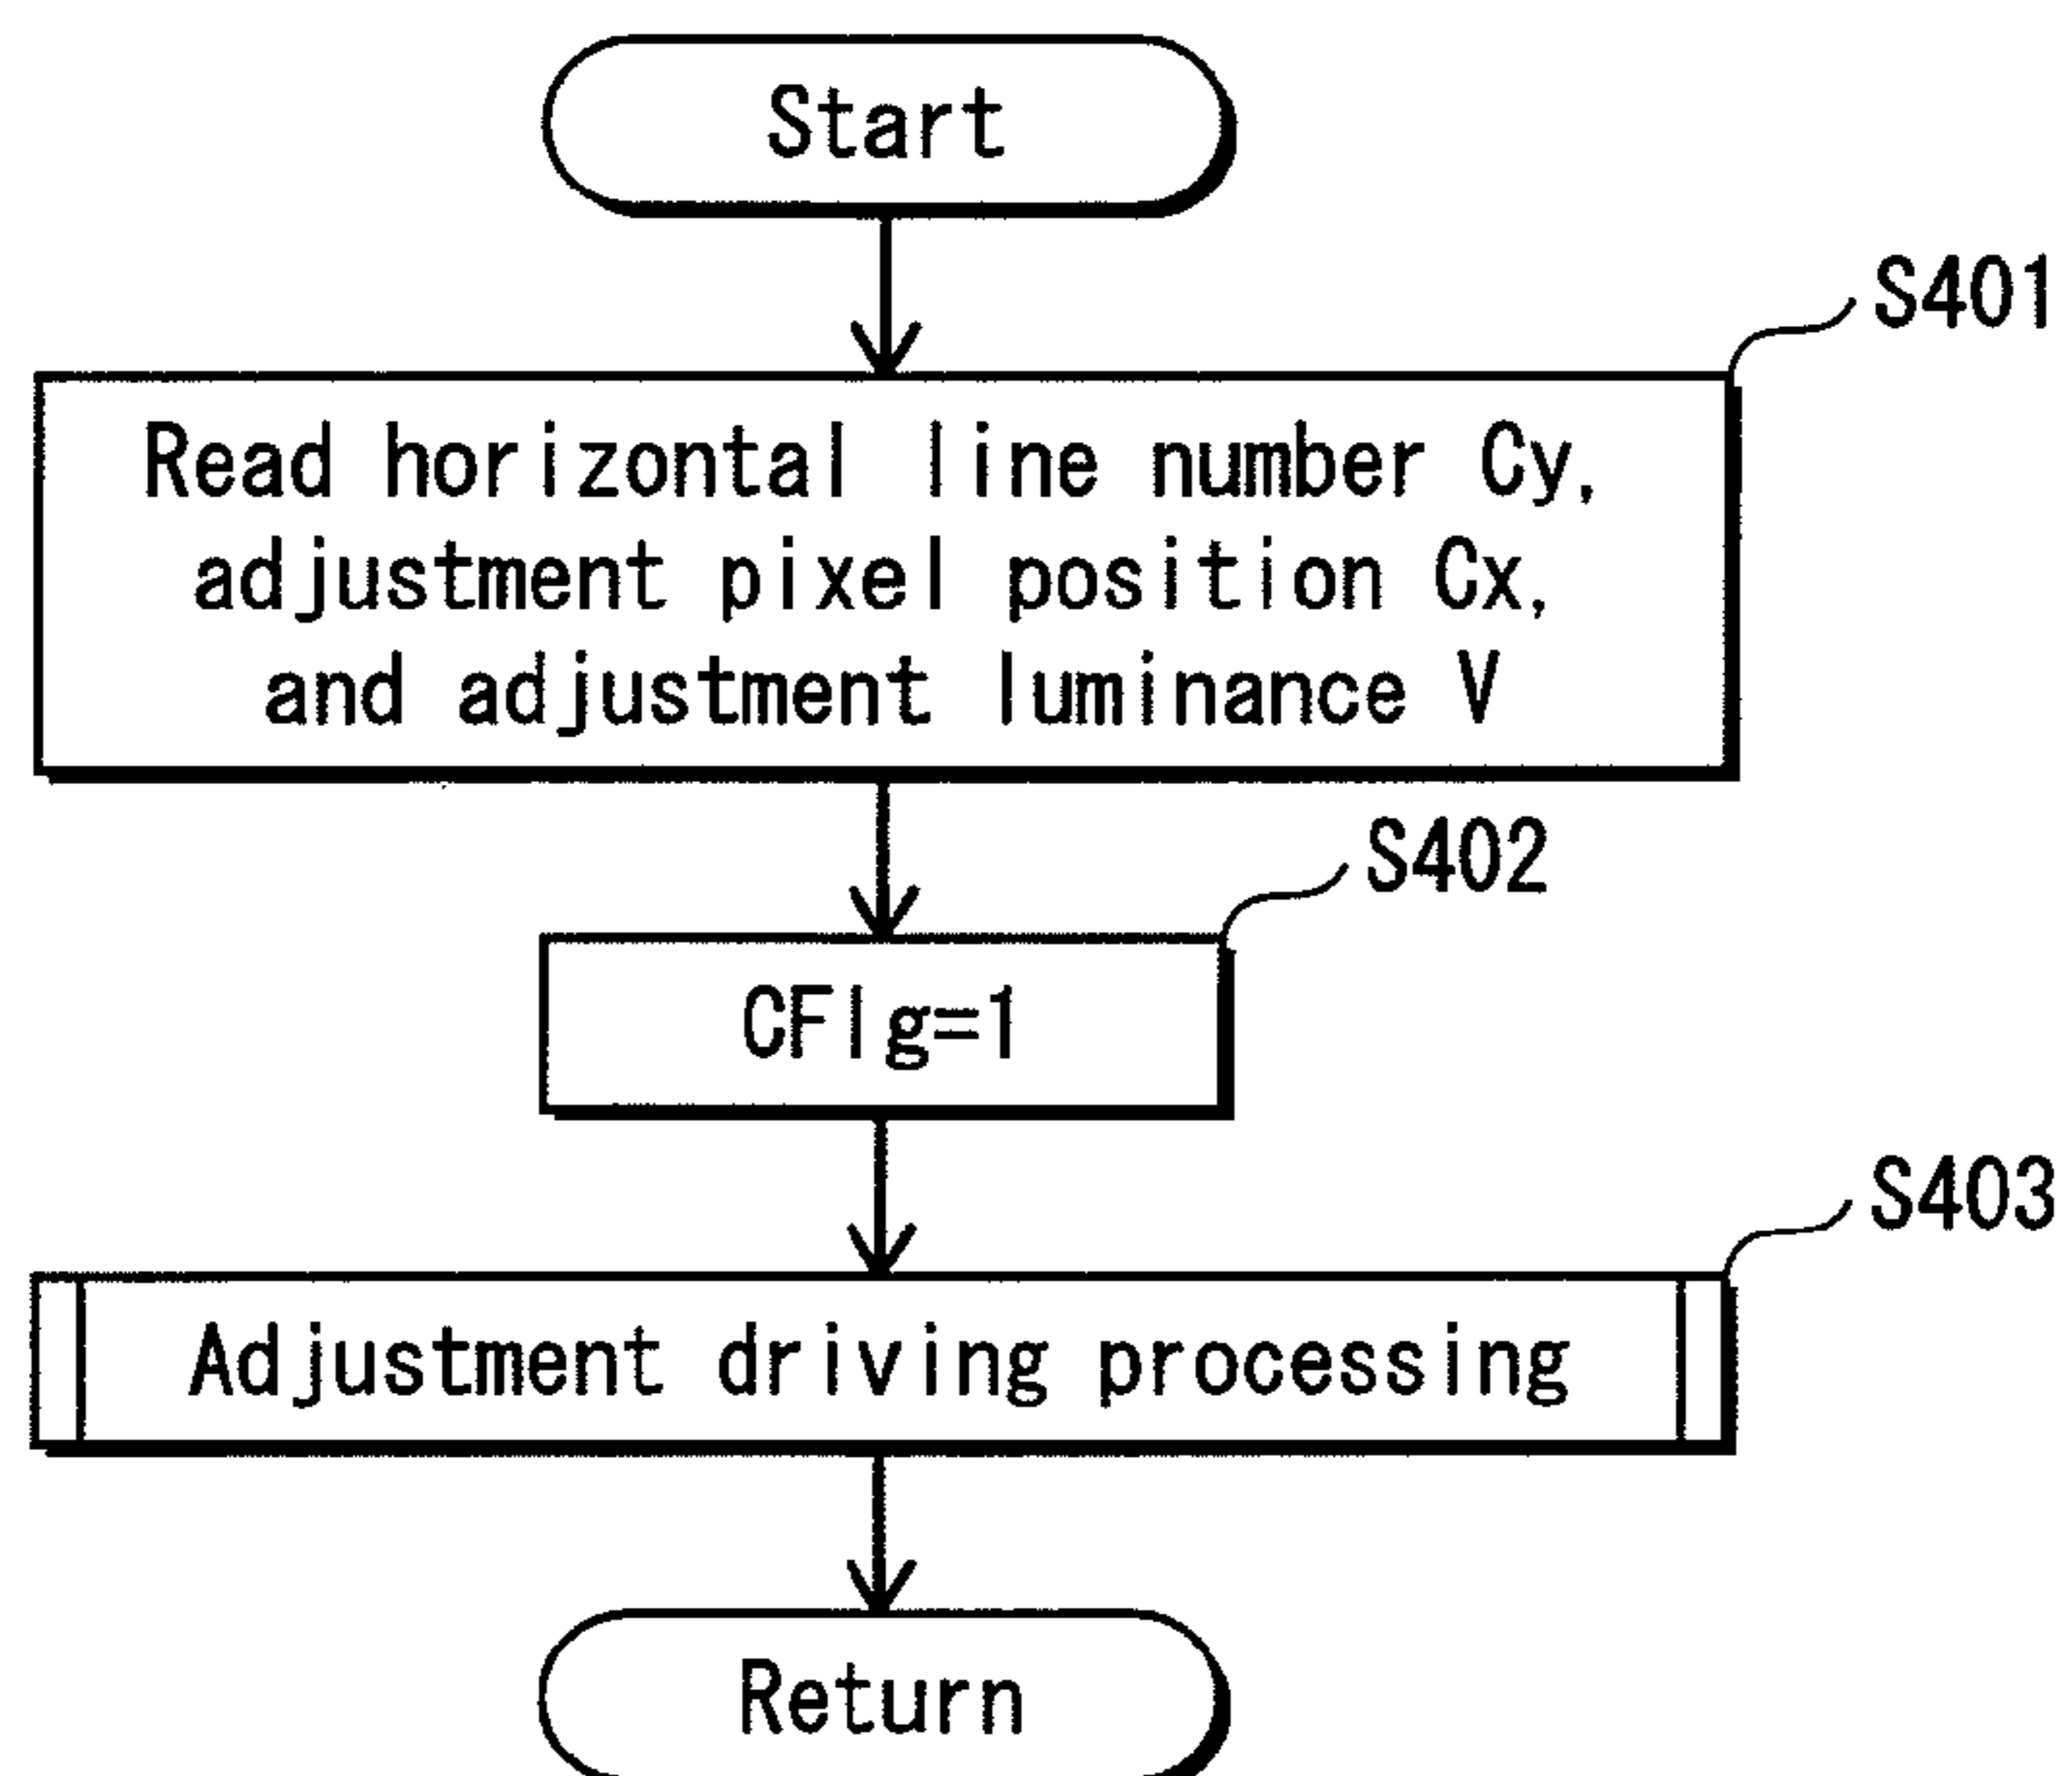 Start
S401
Read horizontal line number Cy,
adjustment pixel position Cx,
and adjustment luminance V
S402
CFlg=1
S403
Adjustment driving processing
Return